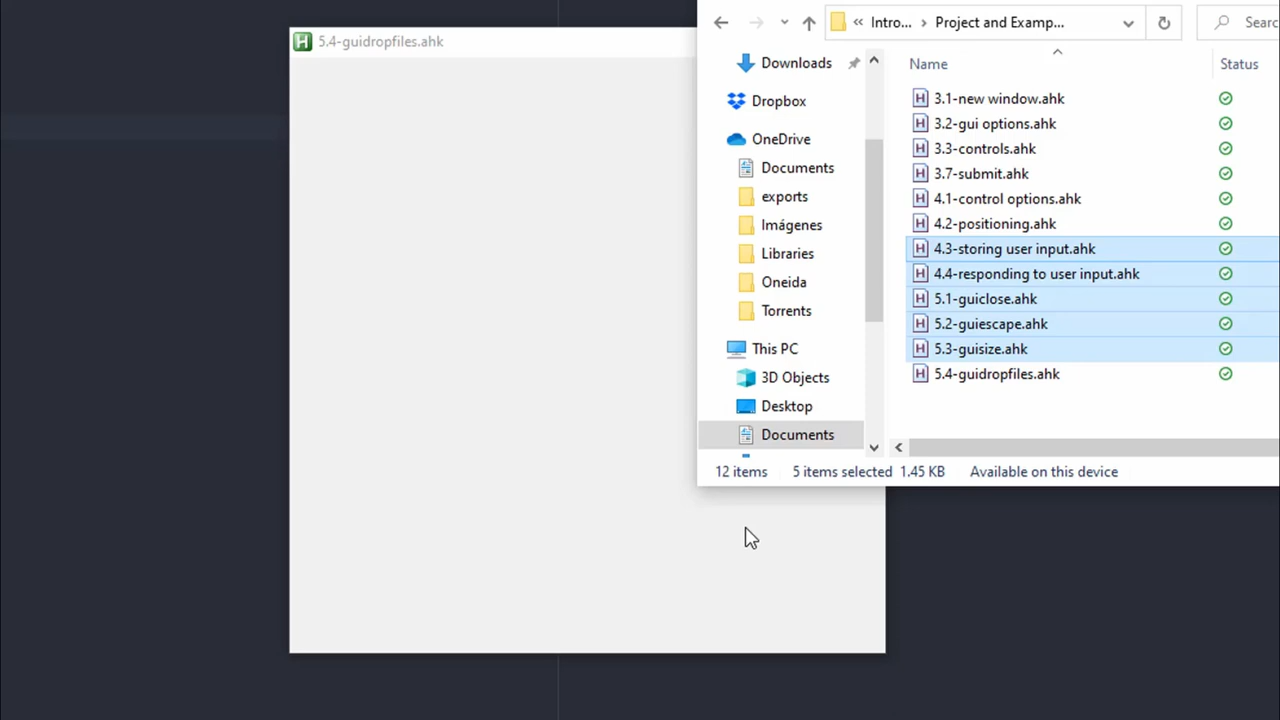 5.4-guidropfiles.ahk
« Intro... › Project and Examp...
Searc
Downloads
Dropbox
OneDrive
Documents
exports
Imágenes
Libraries
Oneida
Torrents
This PC
3D Objects
Desktop
Documents
Name Status
3.1-new window.ahk
3.2-gui options.ahk
3.3-controls.ahk
3.7-submit.ahk
4.1-control options.ahk
4.2-positioning.ahk
4.3-storing user input.ahk
4.4-responding to user input.ahk
5.1-guiclose.ahk
5.2-guiescape.ahk
5.3-guisize.ahk
5.4-guidropfiles.ahk
12 items 5 items selected 1.45 KB Available on this device